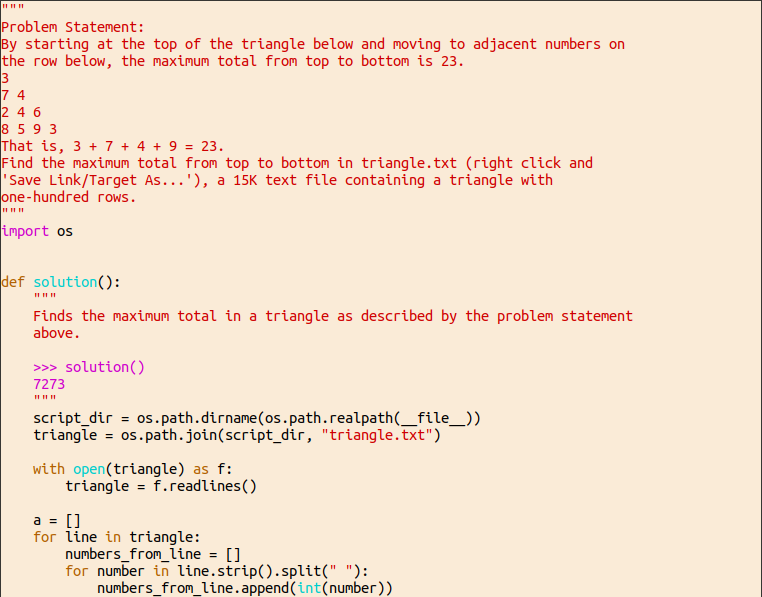 """
Problem Statement:
By starting at the top of the triangle below and moving to adjacent numbers on
the row below, the maximum total from top to bottom is 23.
3
7 4
2 4 6
8 5 9 3
That is, 3 + 7 + 4 + 9 = 23.
Find the maximum total from top to bottom in triangle.txt (right click and
'Save Link/Target As...'), a 15K text file containing a triangle with
one-hundred rows.
"""
import os


def solution():
    """
    Finds the maximum total in a triangle as described by the problem statement
    above.

    >>> solution()
    7273
    """
    script_dir = os.path.dirname(os.path.realpath(__file__))
    triangle = os.path.join(script_dir, "triangle.txt")

    with open(triangle) as f:
        triangle = f.readlines()

    a = []
    for line in triangle:
        numbers_from_line = []
        for number in line.strip().split(" "):
            numbers_from_line.append(int(number))